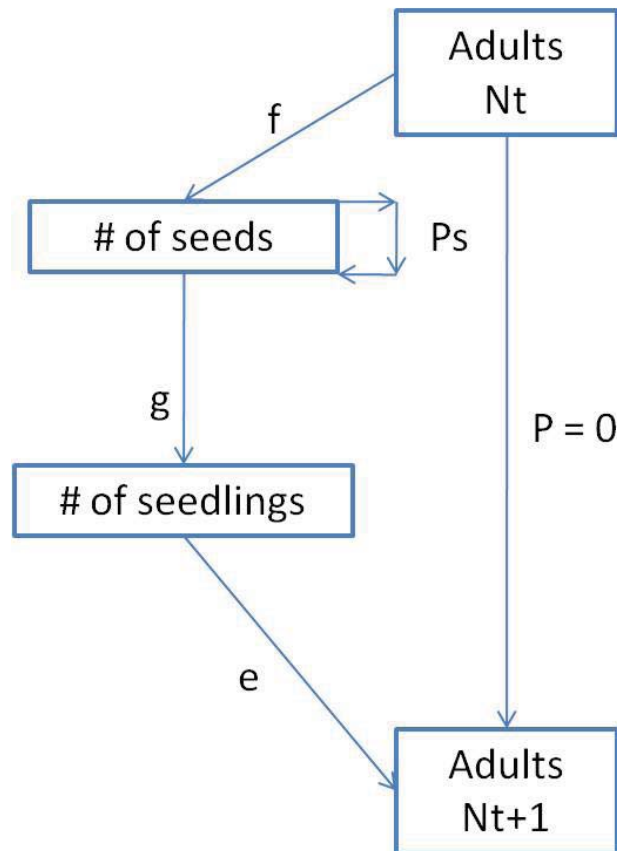 Adults
Nt
f
# of seeds
Ps
g
P = 0
# of seedlings
e
Adults
Nt+1